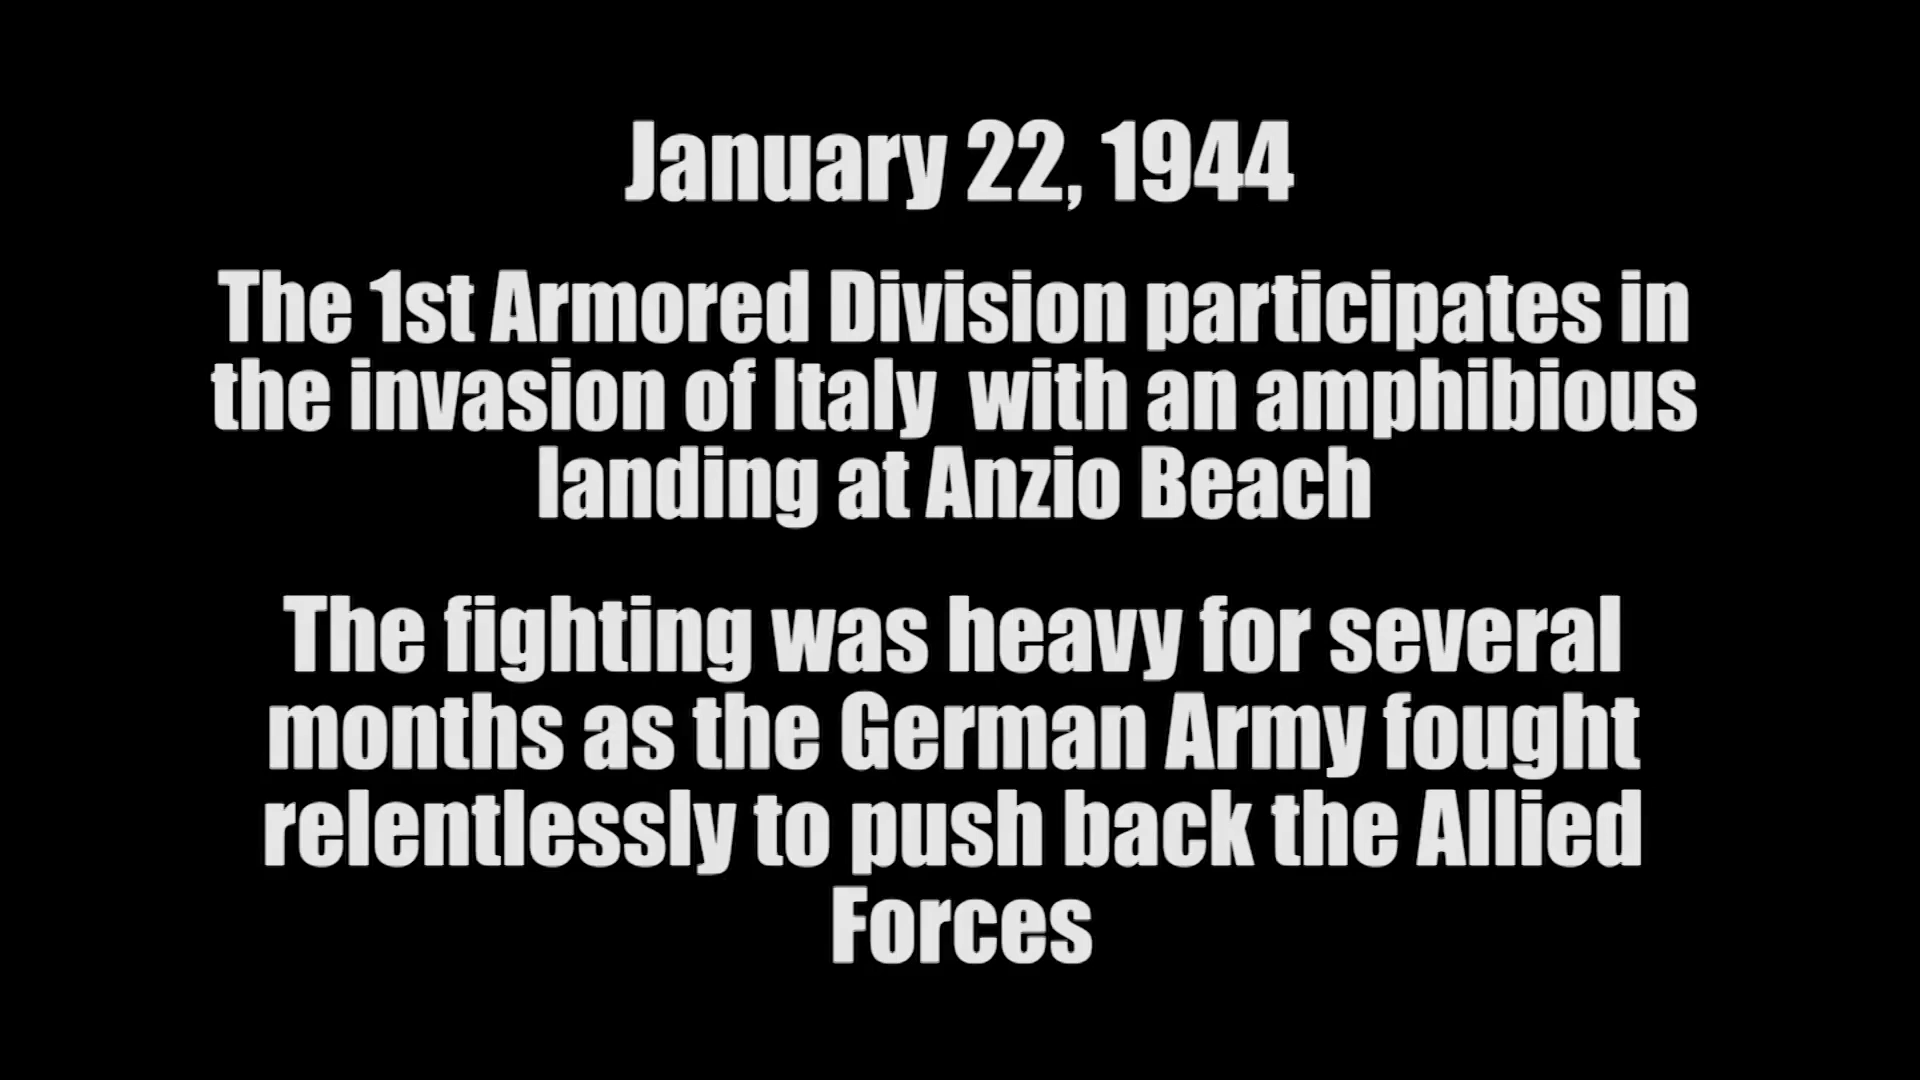 January 22, 1944
The 1st Armored Division participates in
the invasion of Italy  with an amphibious
landing at Anzio Beach
The fighting was heavy for several
months as the German Army fought
relentlessly to push back the Allied
Forces